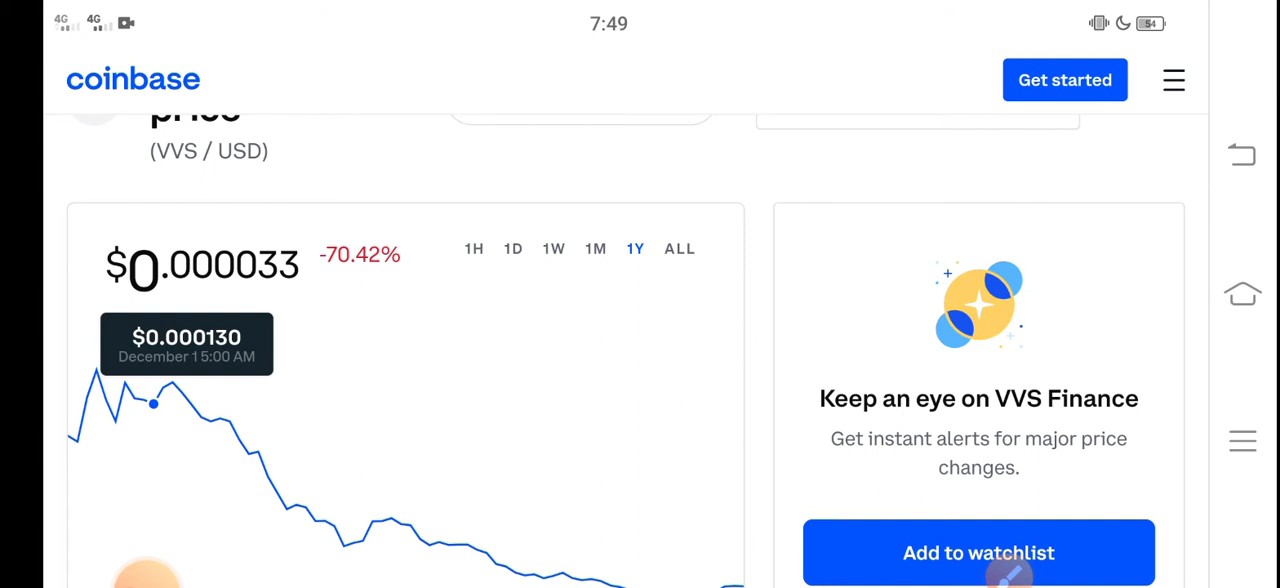 4G 4G 7:49 54
coinbase Get started
price
(VVS / USD)
$0.000033 -70.42% 1H 1D 1W 1M 1Y ALL
$0.000130
December 1 5:00 AM
Keep an eye on VVS Finance
Get instant alerts for major price
changes.
Add to watchlist